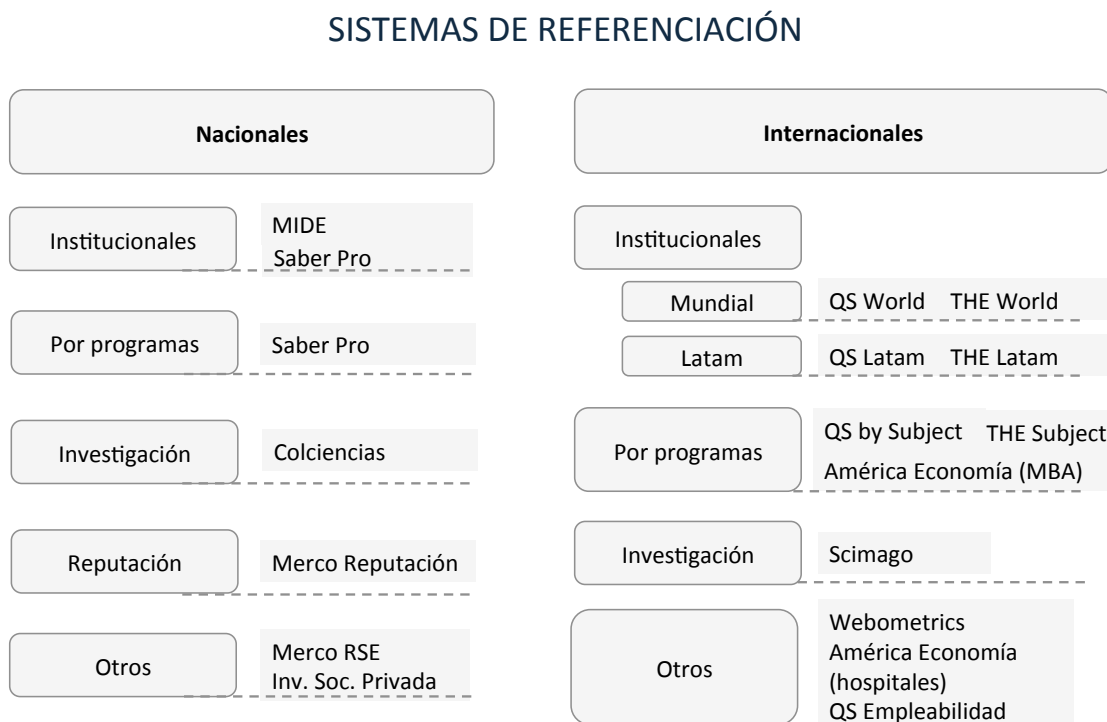 SISTEMAS DE REFERENCIACIÓN
Nacionales
Institucionales
MIDE
Saber Pro
Por programas
Saber Pro
Investigación
Colciencias
Reputación
Merco Reputación
Otros
Merco RSE
Inv. Soc. Privada
Internacionales
Institucionales
Mundial
QS World THE World
Latam
QS Latam THE Latam
Por programas
QS by Subject THE Subject
América Economía (MBA)
Investigación
Scimago
Otros
Webometrics
América Economía
(hospitales)
QS Empleabilidad